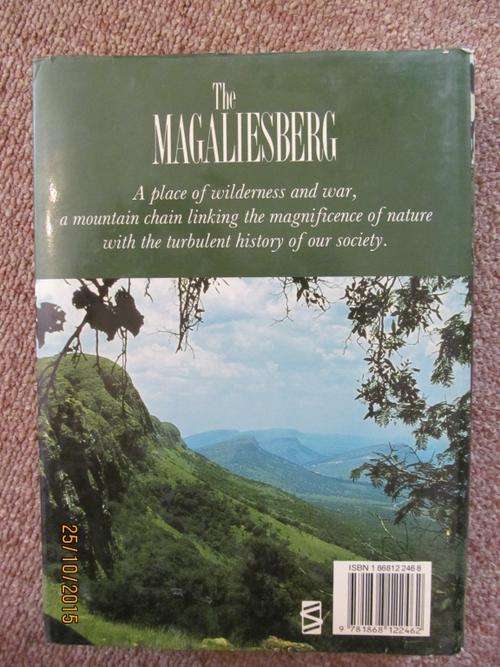 The
MAGALIESBERG
A place of wilderness and war,
a mountain chain linking the magnificence of nature
with the turbulent history of our society.
ISBN 1 86812 246 8
9 781868 122462
25/10/2015